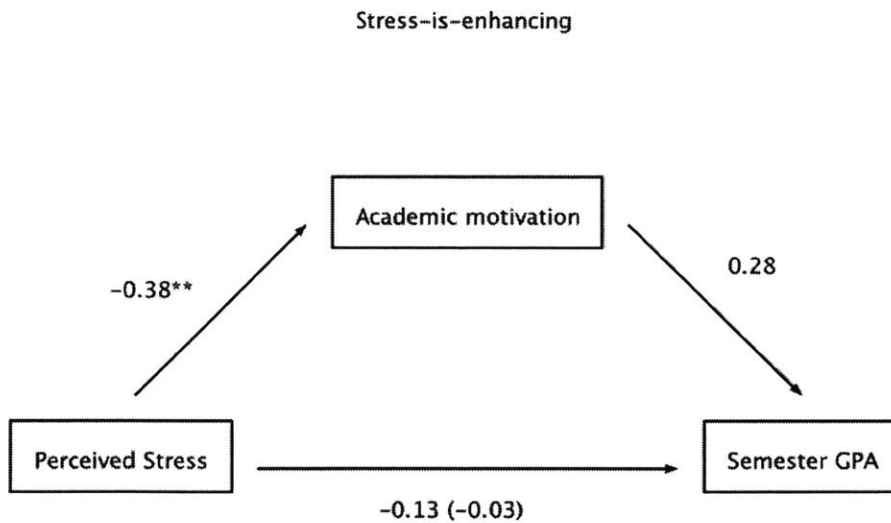 Stress-is-enhancing
Academic motivation
-0.38**
0.28
Perceived Stress
Semester GPA
-0.13 (-0.03)